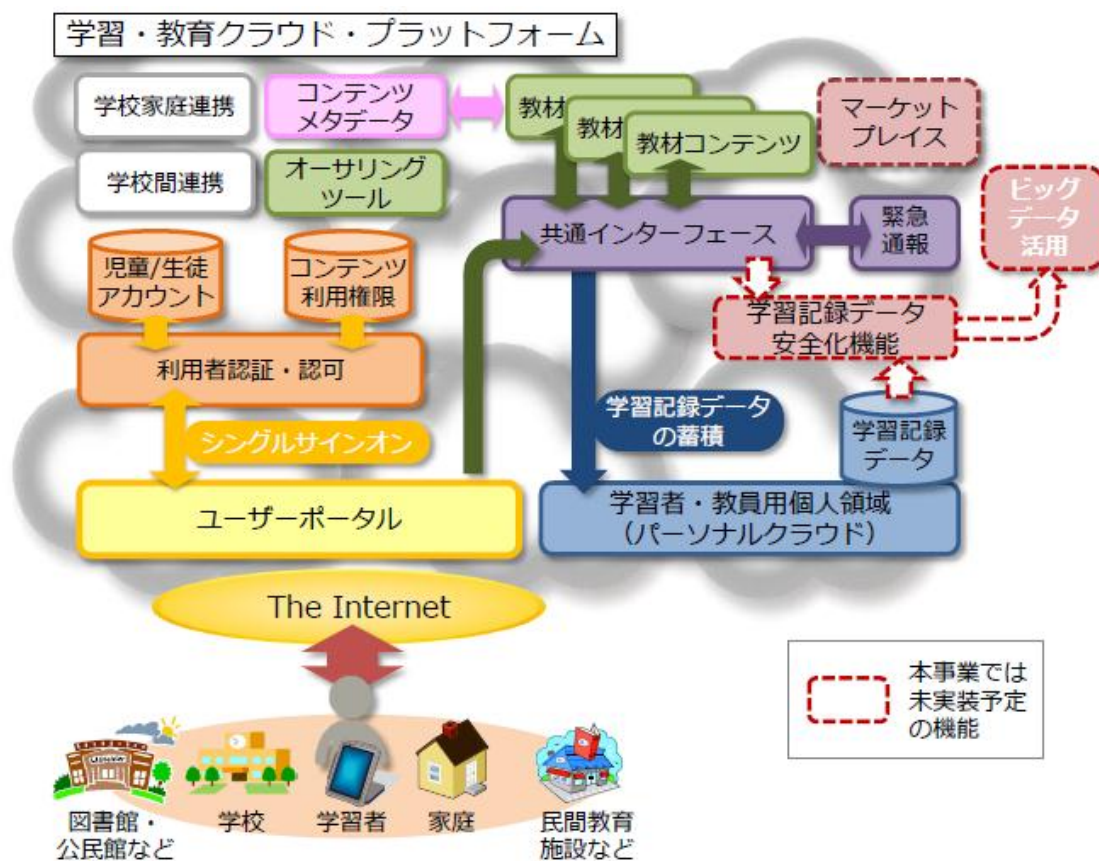 学習・教育クラウド・プラットフォーム
学校家庭連携
コンテンツ
メタデータ
教材
教材
教材コンテンツ
マーケット
プレイス
学校間連携
オーサリング
ツール
ビッグ
データ
活用
共通インターフェース
緊急
通報
児童/生徒
アカウント
コンテンツ
利用権限
学習記録データ
安全化機能
利用者認証・認可
学習記録データ
の蓄積
シングルサインオン
学習記録
データ
ユーザーポータル
学習者・教員用個人領域
（パーソナルクラウド）
The Internet
本事業では
未実装予定
の機能
図書館・
公民館など
学校
学習者
家庭
民間教育
施設など